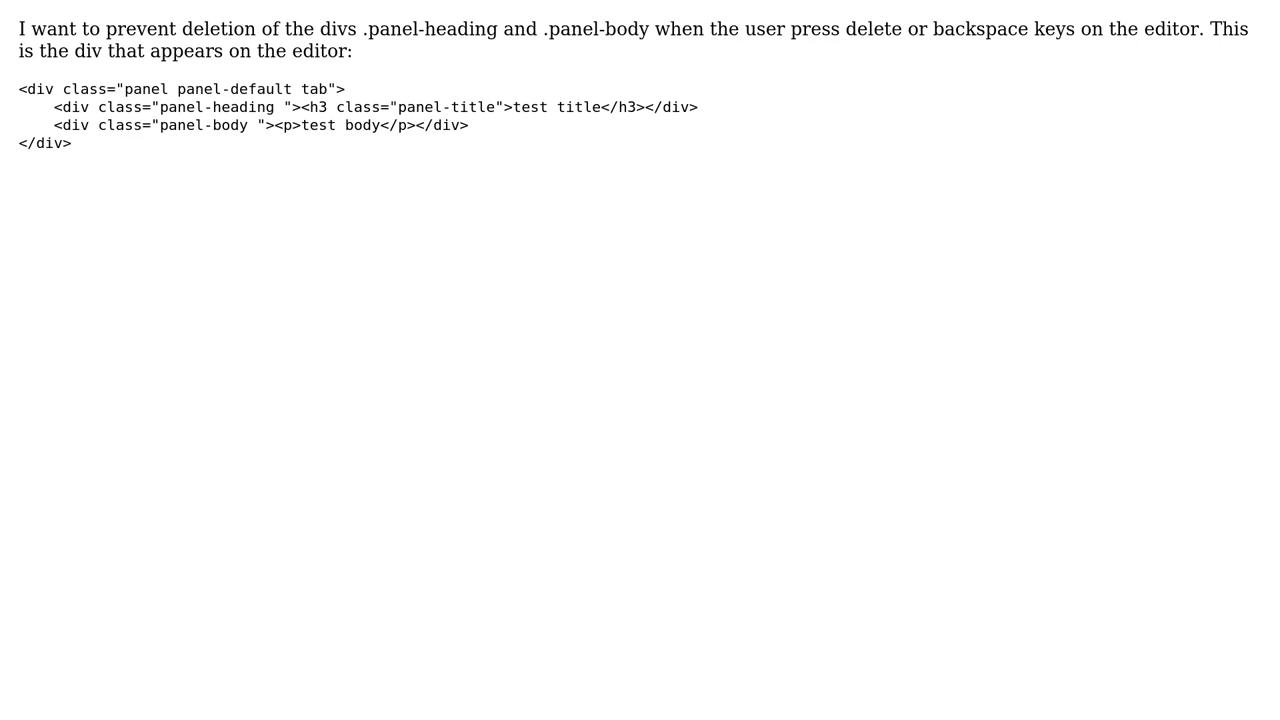 I want to prevent deletion of the divs .panel-heading and .panel-body when the user press delete or backspace keys on the editor. This
is the div that appears on the editor:
<div class="panel panel-default tab">
    <div class="panel-heading "><h3 class="panel-title">test title</h3></div>
    <div class="panel-body "><p>test body</p></div>
</div>